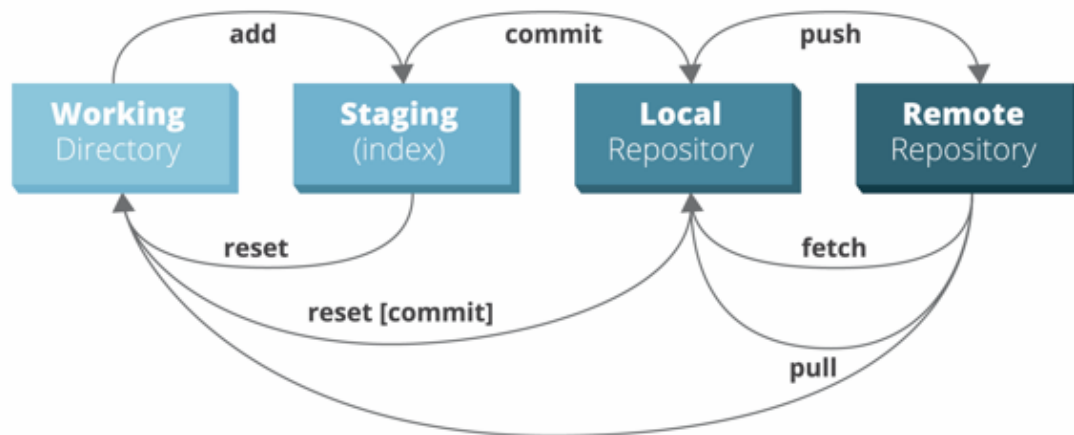 add
commit
push
Working
Directory
Staging
(index)
Local
Repository
Remote
Repository
reset
fetch
reset [commit]
pull